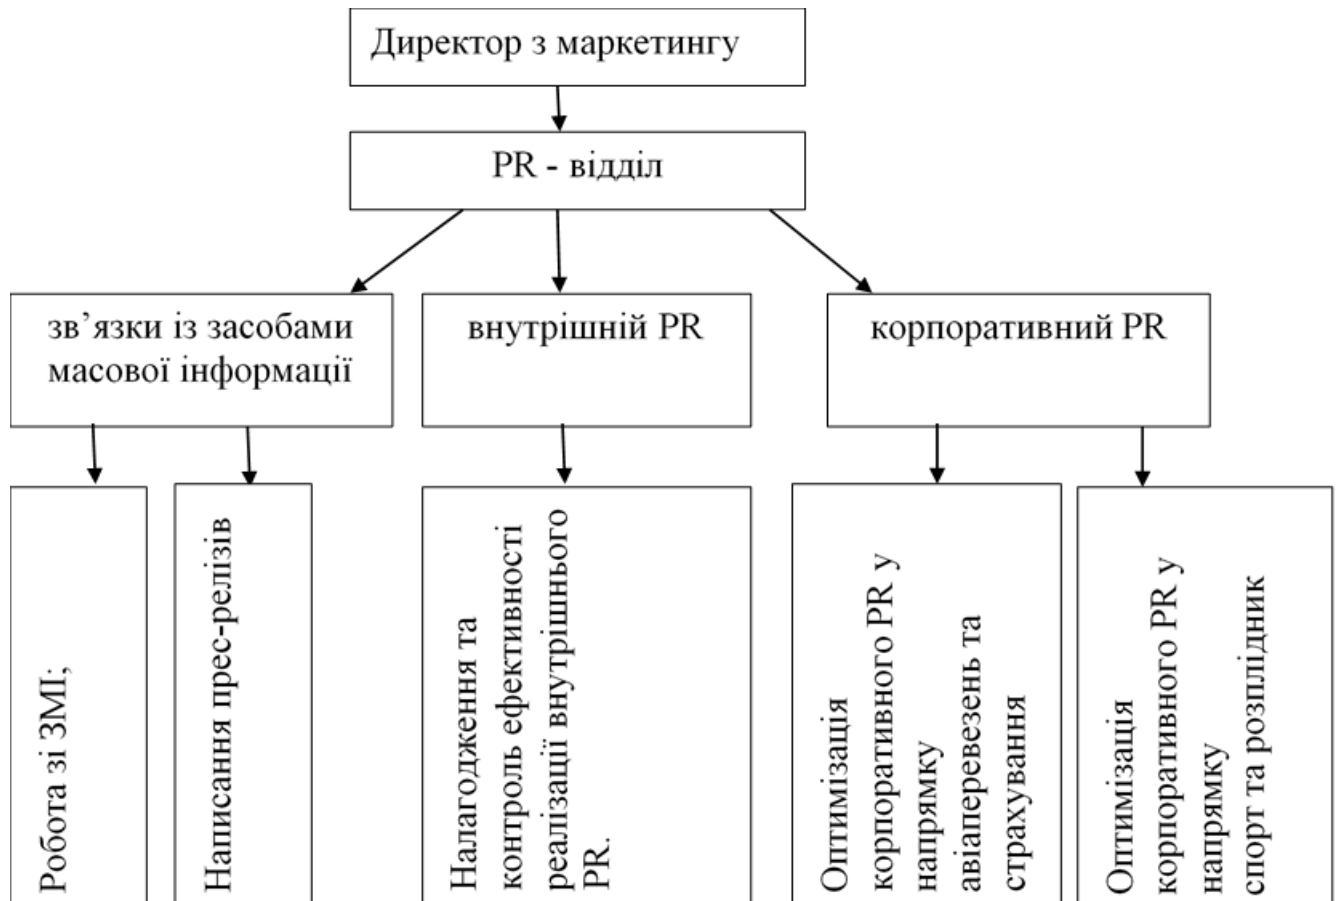 Директор з маркетингу
PR - відділ
зв’язки із засобами
масової інформації
внутрішній PR
корпоративний PR
Робота зі ЗМІ;
Написання прес-релізів
Налагодження та
контроль ефективності
реалізації внутрішнього
PR.
Оптимізація
корпоративного PR у
напрямку
авіаперевезень та
страхування
Оптимізація
корпоративного PR у
напрямку
спорт та розплідник